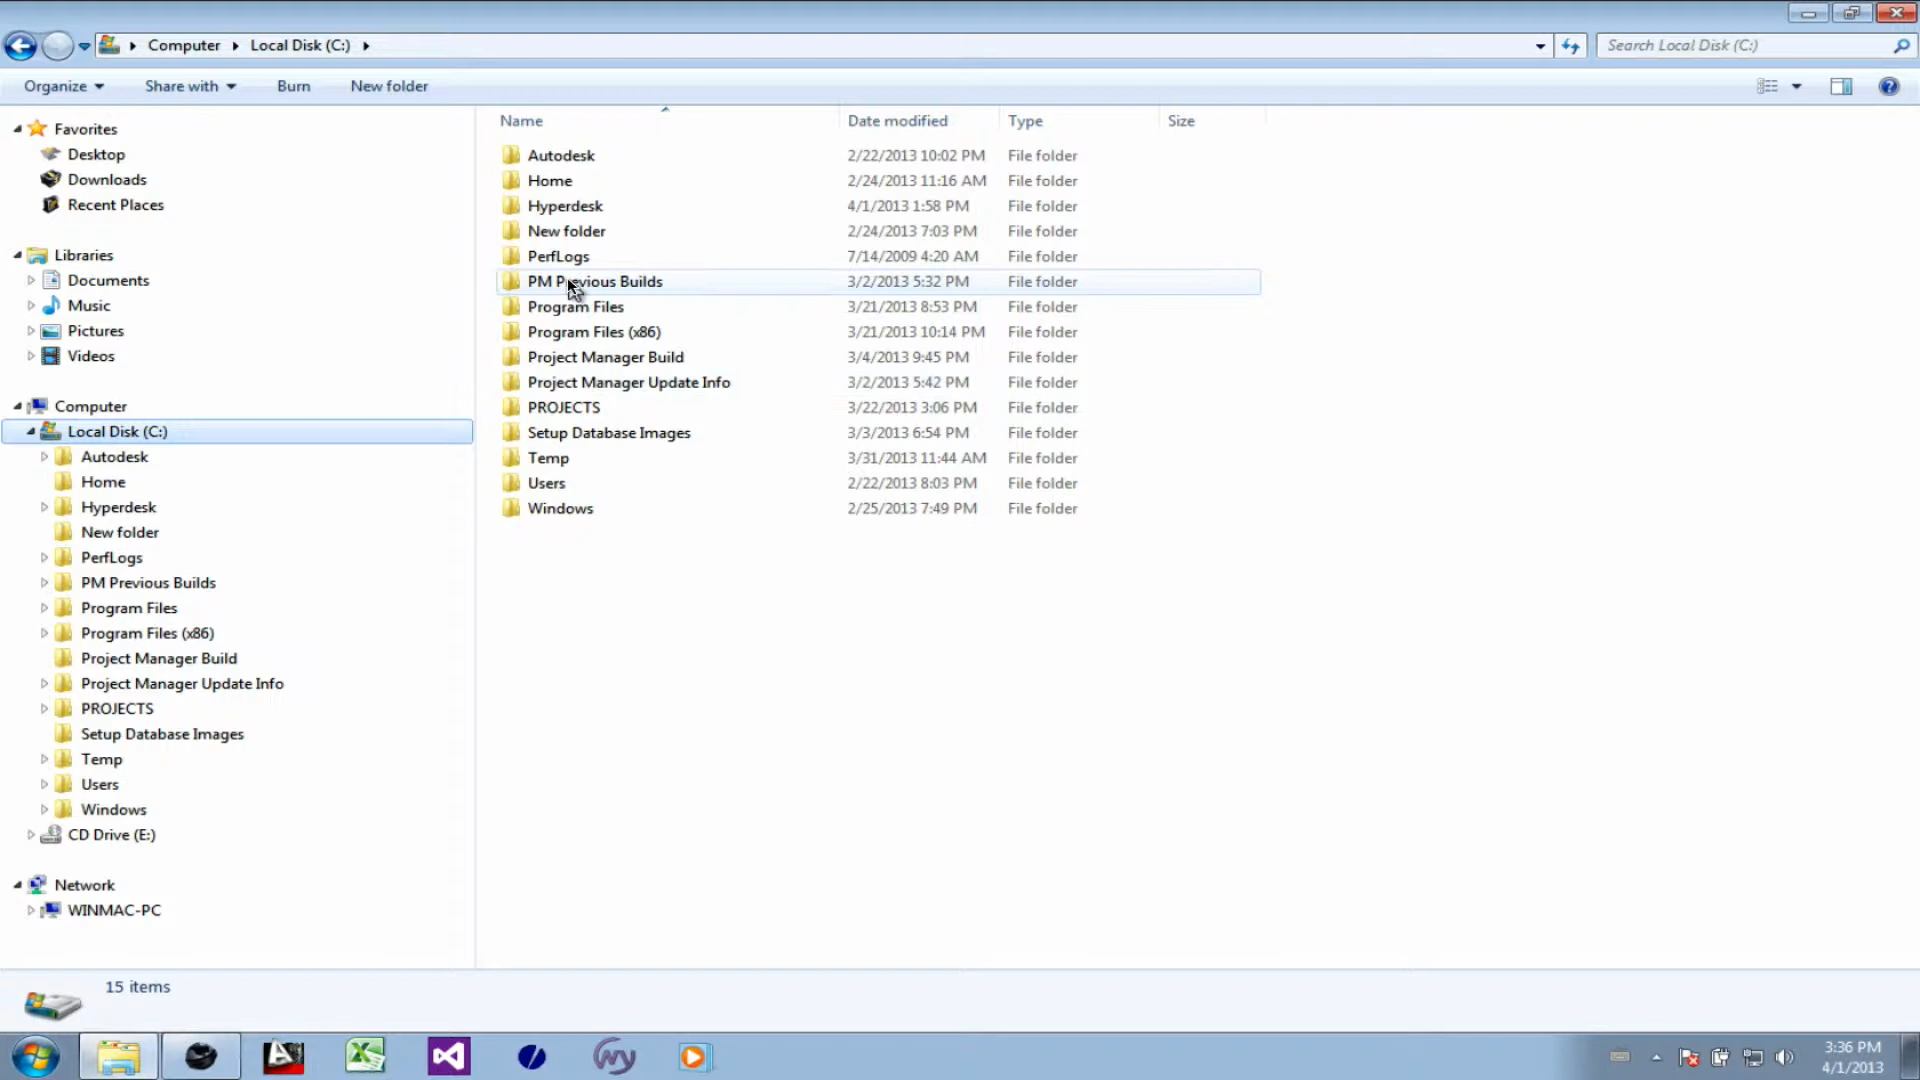 Computer Local Disk (C:)
Search Local Disk (C:)
Organize Share with Burn New folder
Favorites
Desktop
Downloads
Recent Places
Libraries
Documents
Music
Pictures
Videos
Computer
Local Disk (C:)
Autodesk
Home
Hyperdesk
New folder
PerfLogs
PM Previous Builds
Program Files
Program Files (x86)
Project Manager Build
Project Manager Update Info
PROJECTS
Setup Database Images
Temp
Users
Windows
CD Drive (E:)
Network
WINMAC-PC
Name Date modified Type Size
Autodesk 2/22/2013 10:02 PM File folder
Home 2/24/2013 11:16 AM File folder
Hyperdesk 4/1/2013 1:58 PM File folder
New folder 2/24/2013 7:03 PM File folder
PerfLogs 7/14/2009 4:20 AM File folder
PM Previous Builds 3/2/2013 5:32 PM File folder
Program Files 3/21/2013 8:53 PM File folder
Program Files (x86) 3/21/2013 10:14 PM File folder
Project Manager Build 3/4/2013 9:45 PM File folder
Project Manager Update Info 3/2/2013 5:42 PM File folder
PROJECTS 3/22/2013 3:06 PM File folder
Setup Database Images 3/3/2013 6:54 PM File folder
Temp 3/31/2013 11:44 AM File folder
Users 2/22/2013 8:03 PM File folder
Windows 2/25/2013 7:49 PM File folder
15 items
3:36 PM
4/1/2013